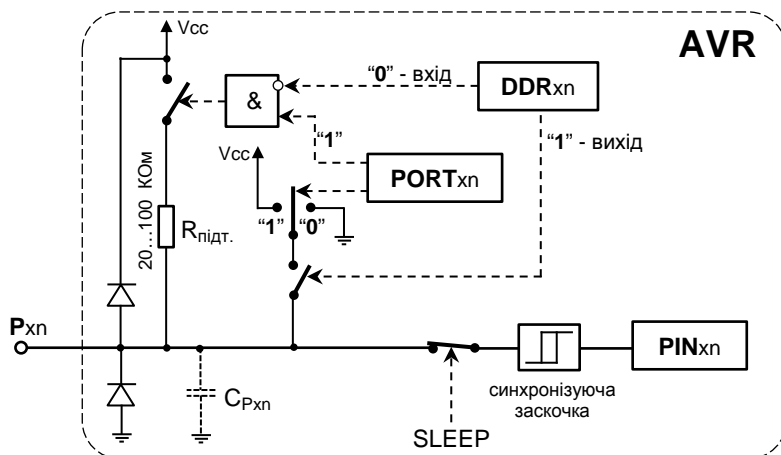 AVR
Vcc
“0” - вхід
DDRxn
&
“1”
“1” - вихід
Vcc
PORTxn
20...100 КОм
Rпідт.
“1” “0”
Pxn
PINxn
CPxn
синхронізуюча
заскочка
SLEEP